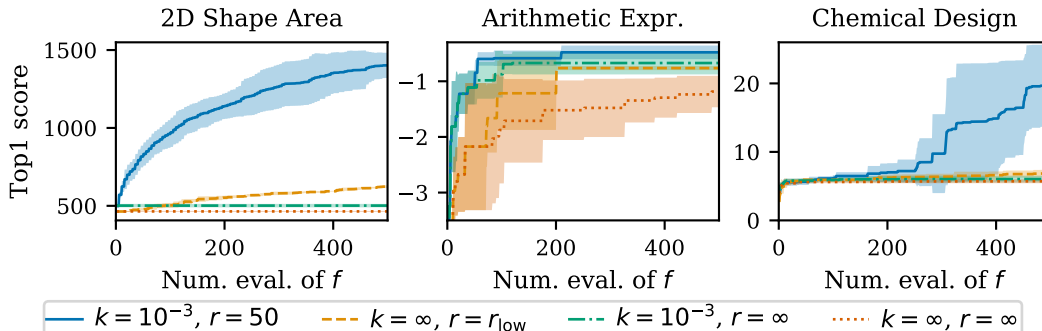 2D Shape Area
Arithmetic Expr.
Chemical Design
Top1 score
1500
1000
500
0 200 400
Num. eval. of f
−1
−2
−3
0 200 400
Num. eval. of f
20
10
0
0 200 400
Num. eval. of f
k = 10⁻³, r = 50
k = ∞, r = r_low
k = 10⁻³, r = ∞
k = ∞, r = ∞